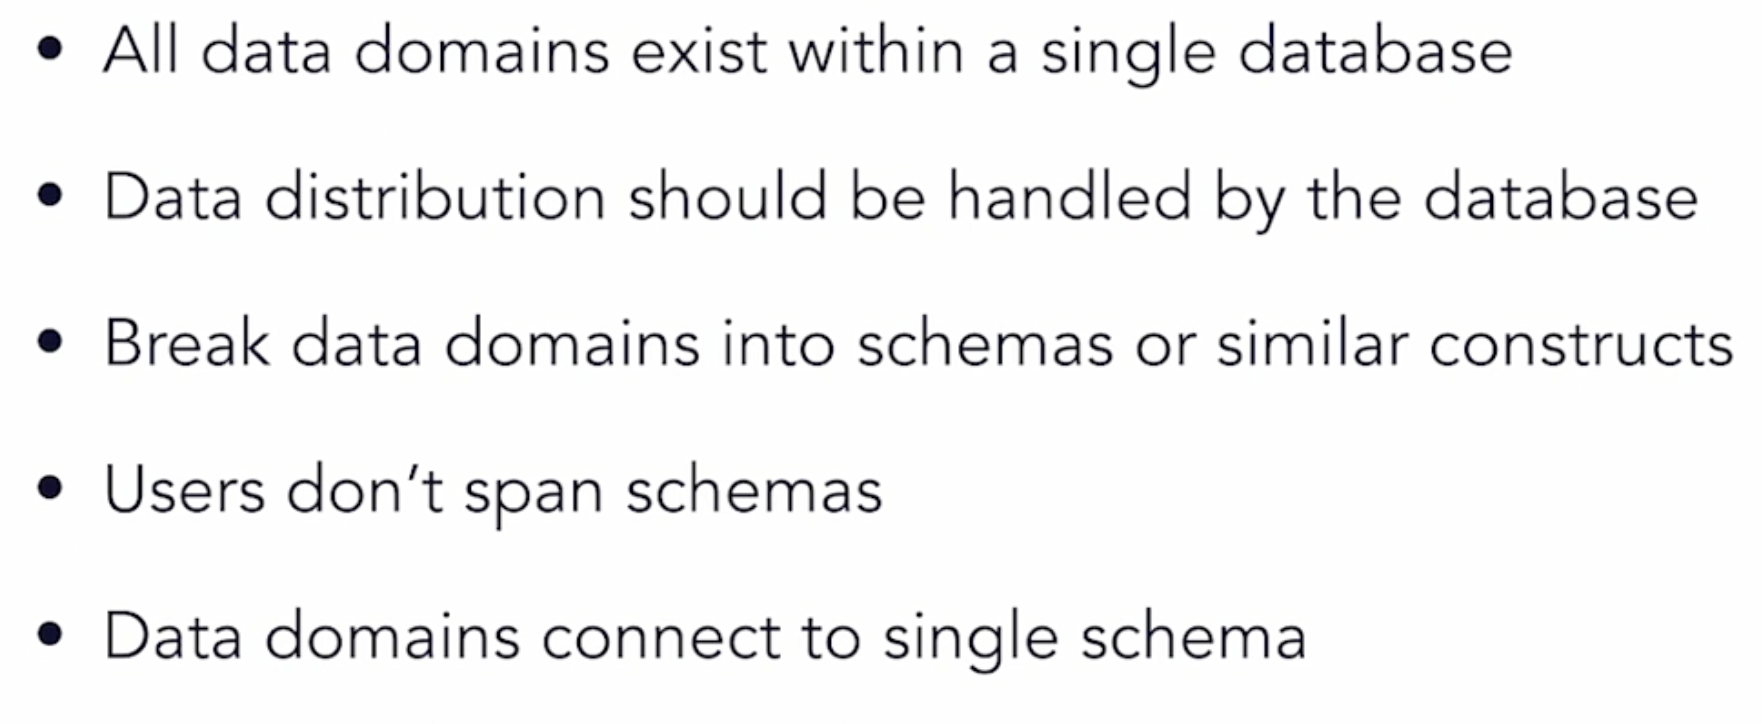 • All data domains exist within a single database
• Data distribution should be handled by the database
• Break data domains into schemas or similar constructs
• Users don’t span schemas
• Data domains connect to single schema